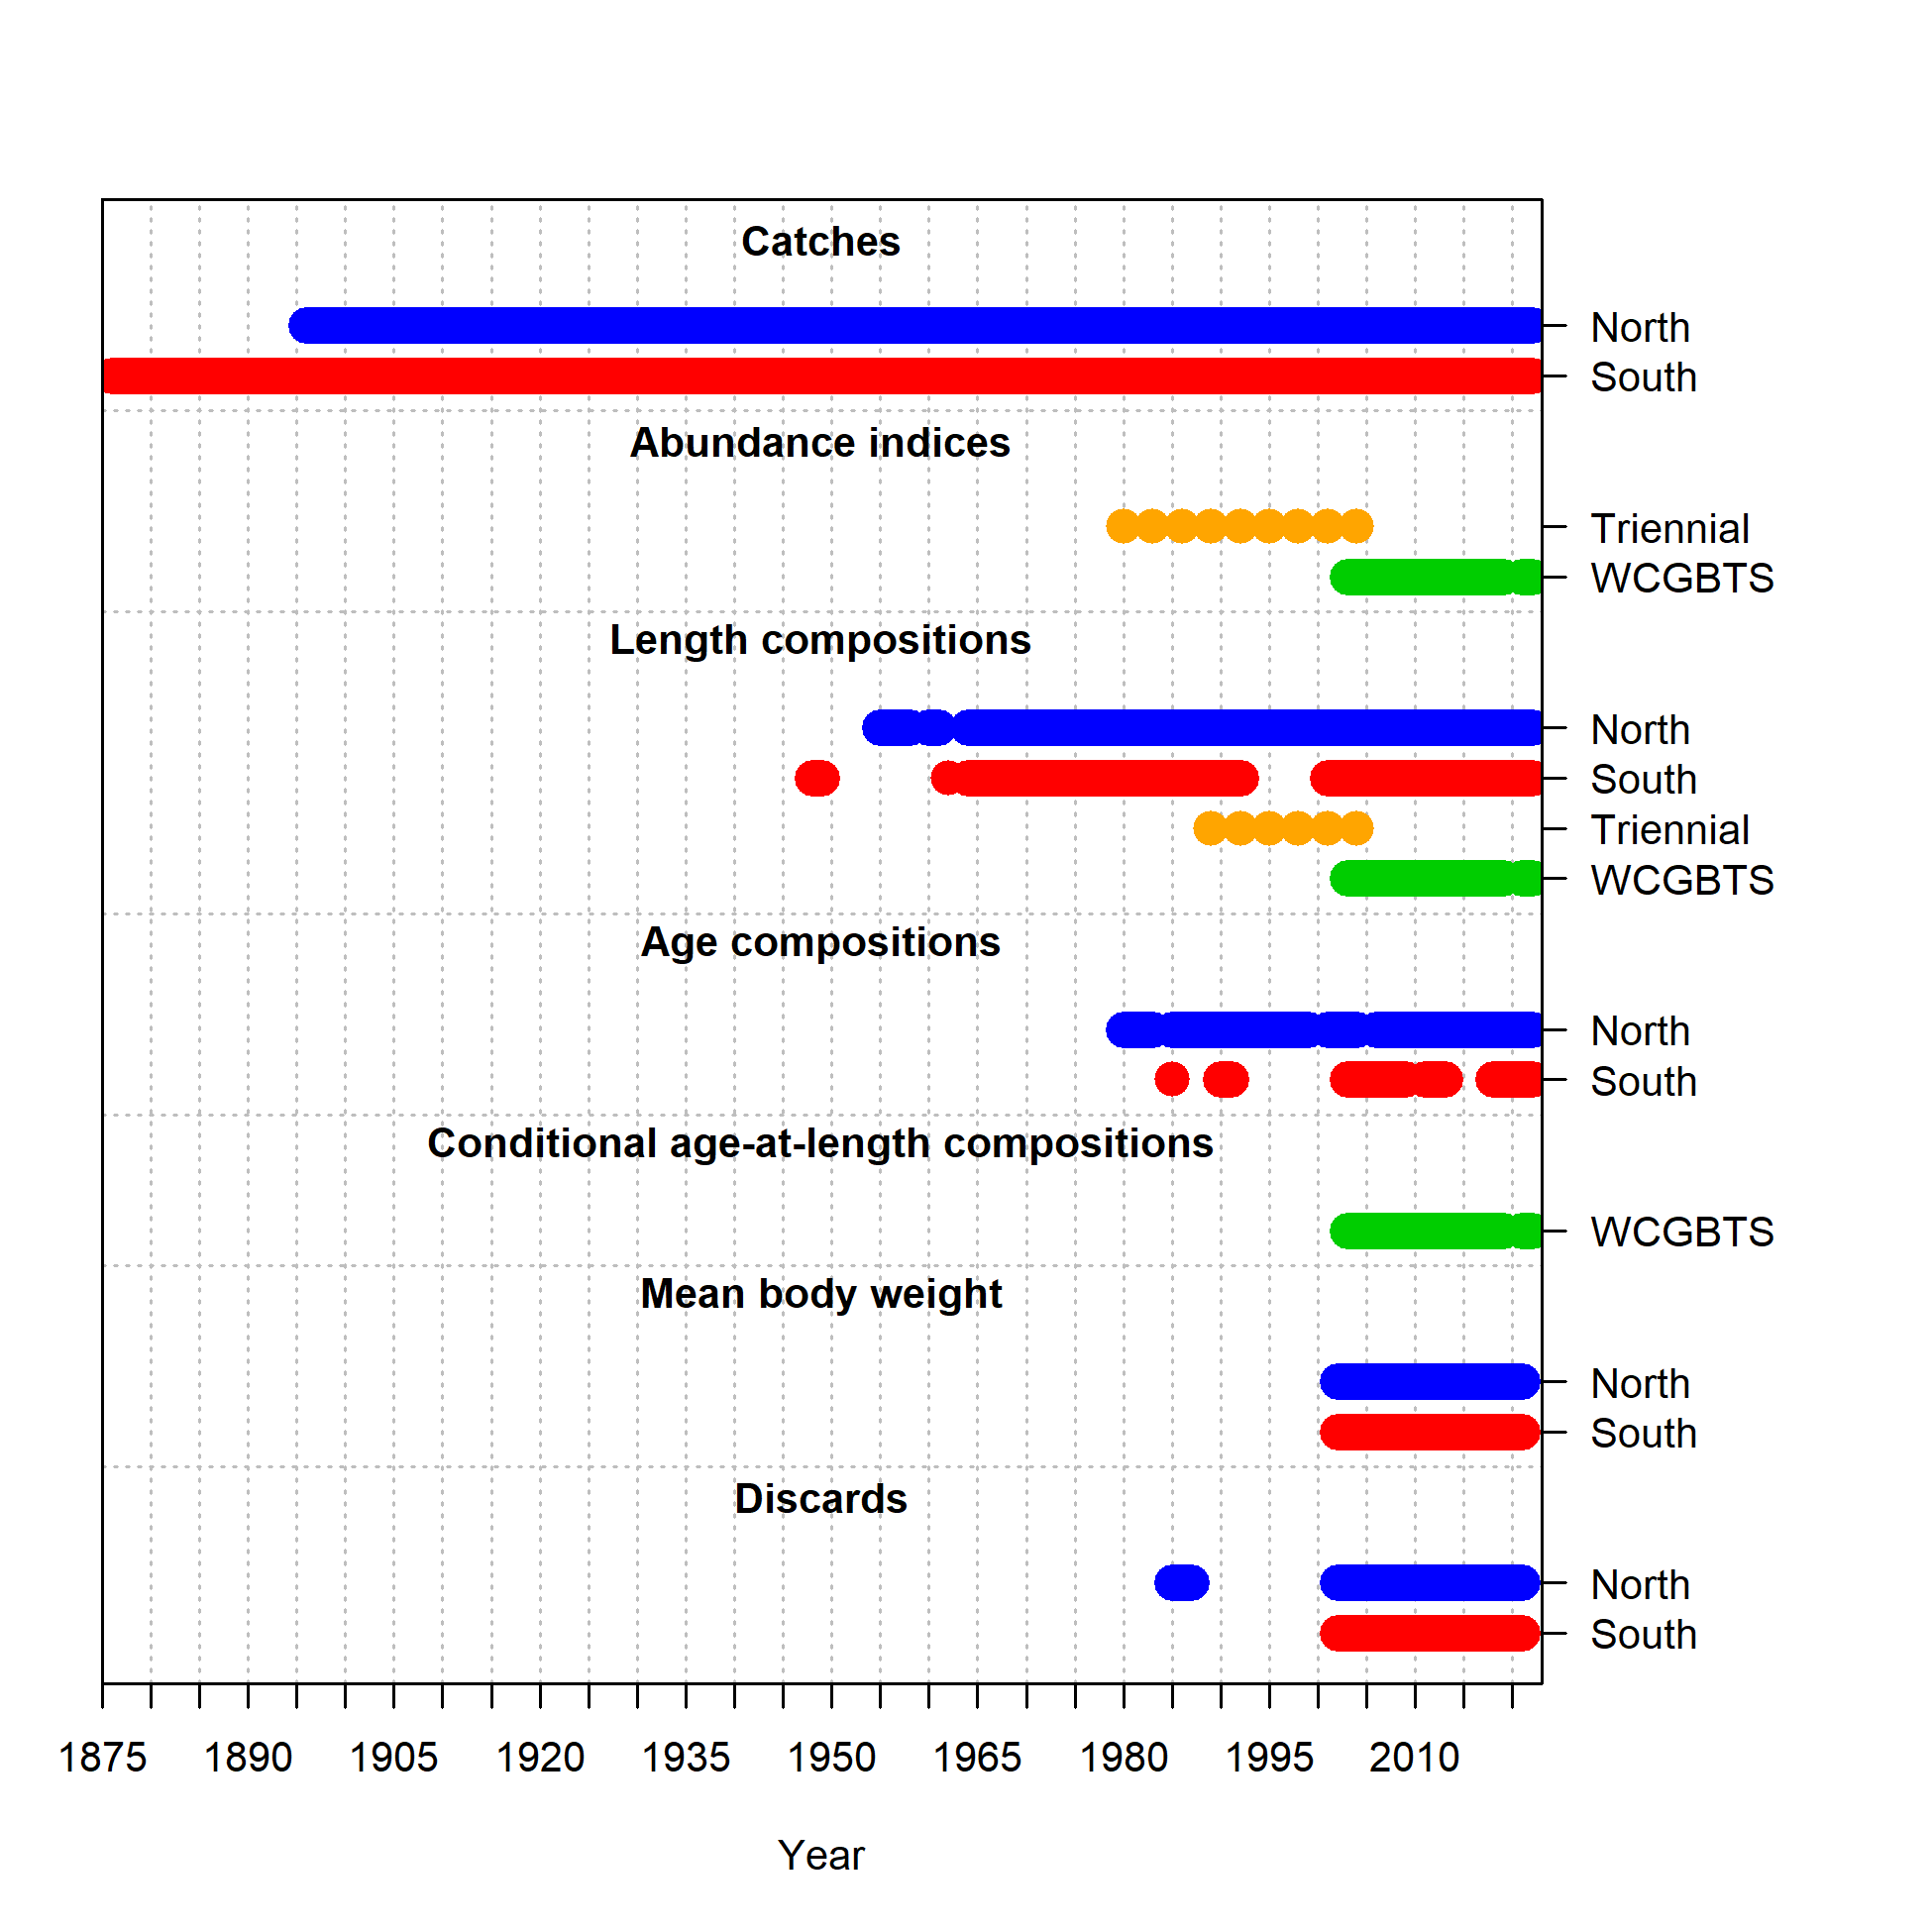 Catches
North
South
Abundance indices
Triennial
WCGBTS
Length compositions
North
South
Triennial
WCGBTS
Age compositions
North
South
Conditional age-at-length compositions
WCGBTS
Mean body weight
North
South
Discards
North
South
1875 1890 1905 1920 1935 1950 1965 1980 1995 2010
Year